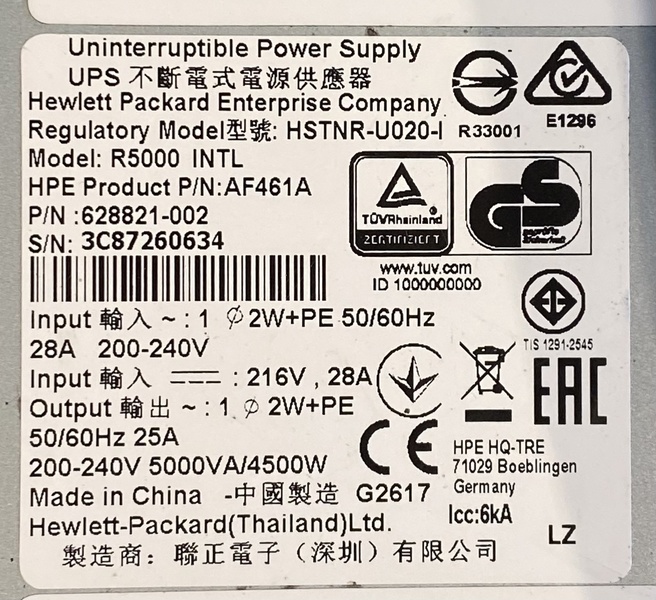 Uninterruptible Power Supply
UPS 不斷電式電源供應器
Hewlett Packard Enterprise Company
Regulatory Model型號: HSTNR-U020-I
R33001
E1296
Model: R5000 INTL
HPE Product P/N:AF461A
P/N :628821-002
S/N: 3C87260634
TÜVRheinland®
ZERTIFIZIERT
GS
geprüfte
Sicherheit
www.tuv.com
ID 1000000000
Input 輸入 ~ : 1 ∅ 2W+PE 50/60Hz
28A 200-240V
TIS 1291-2545
Input 輸入 ⎓ : 216V , 28A
Output 輸出 ~ : 1 ∅ 2W+PE
EAC
50/60Hz 25A
CE
200-240V 5000VA/4500W
HPE HQ-TRE
71029 Boeblingen
Germany
Made in China -中國製造 G2617
Icc:6kA
Hewlett-Packard(Thailand)Ltd.
LZ
製造商：聯正電子（深圳）有限公司